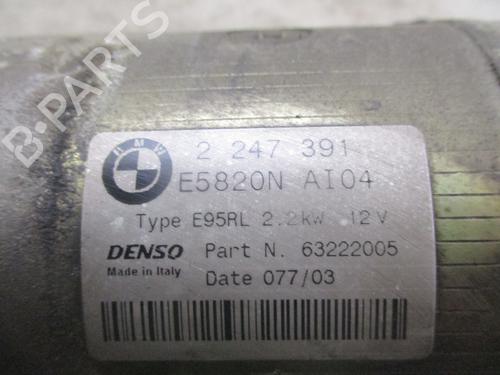 B-PARTS
BMW
2 247 391
E5820N AI04
Type E95RL 2.2kW 12V
DENSO Part N. 63222005
Made in Italy
Date 077/03